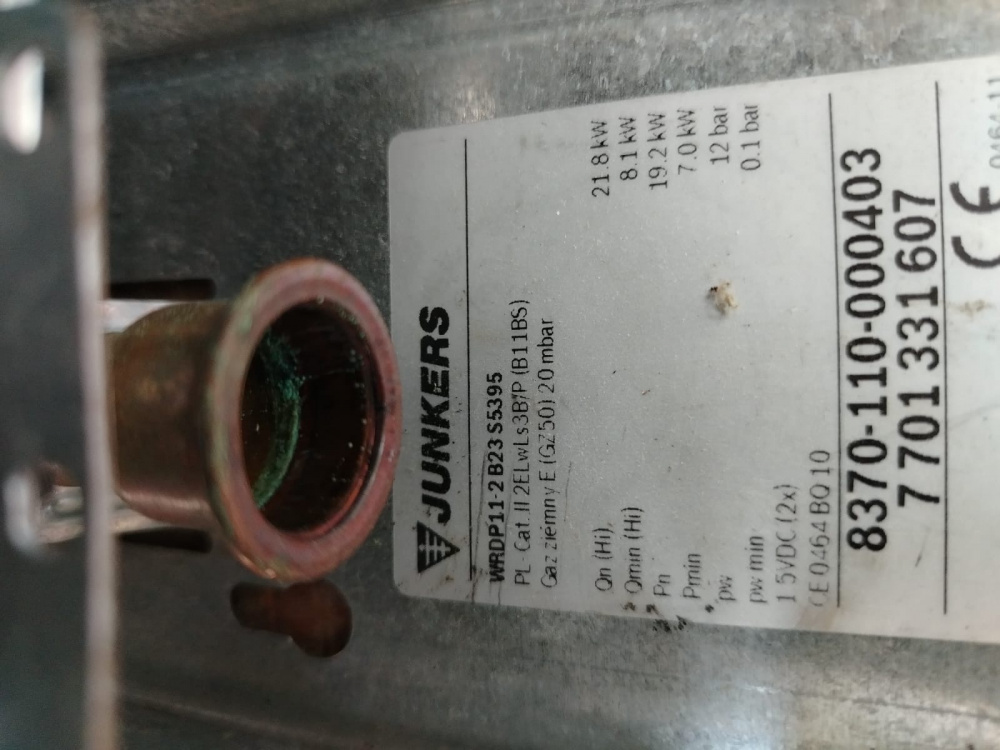 JUNKERS
WRDP11-2 B23 S5395
PL - Cat. II 2ELwLs3B/P (B11BS)
Gaz ziémny E (GZ50) 20 mbar
Qn (Hi), 21.8 kW
Qmin (Hi) 8.1 kW
Pn 19.2 kW
Pmin 7.0 kW
pw 12 bar
pw min 0.1 bar
1.5VDC (2x)
CE 0464 BQ 10
8370-110-000403
7 701 331 607
CE